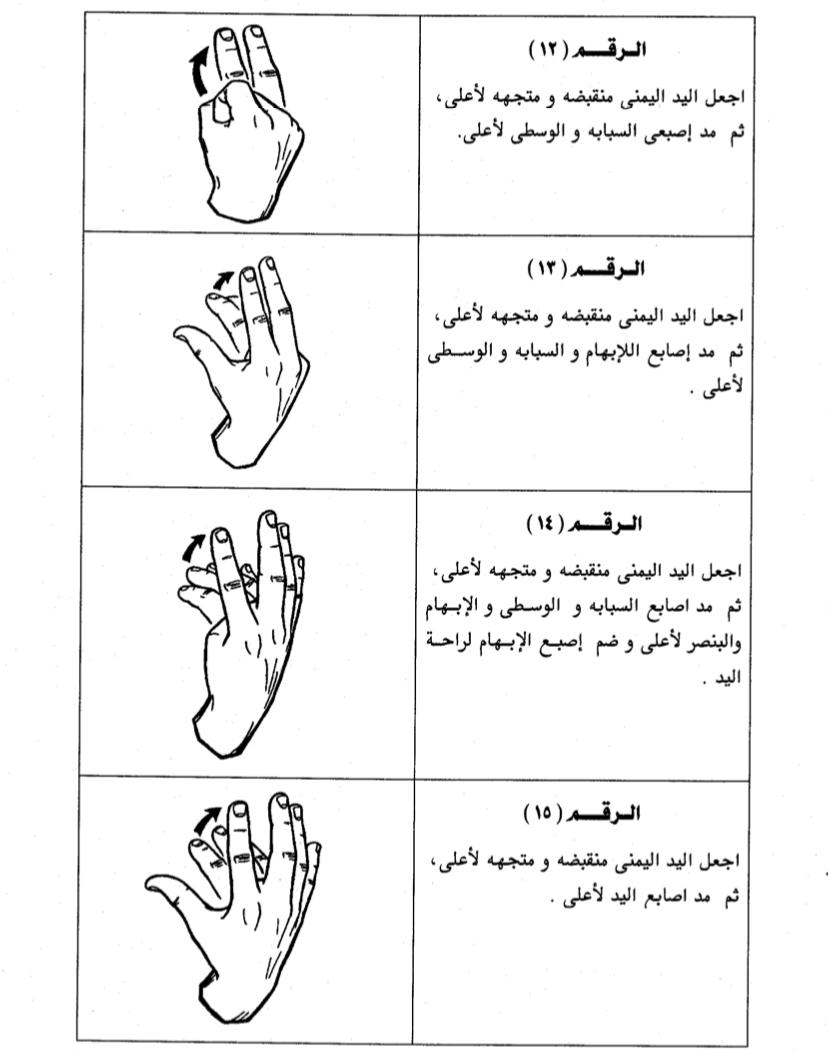 الرقم (١٢)
اجعل اليد اليمنى منقبضه و متجهه لأعلى،
ثم مد إصبعى السبابه و الوسطى لأعلى.
الرقم (١٣)
اجعل اليد اليمنى منقبضه و متجهه لأعلى،
ثم مد إصابع اللإبهام و السبابه و الوسطى
لأعلى .
الرقم (١٤)
اجعل اليد اليمنى منقبضه و متجهه لأعلى،
ثم مد اصابع السبابه و الوسطى و الإبهام
والبنصر لأعلى و ضم إصبع الإبهام لراحة
اليد .
الرقم (١٥)
اجعل اليد اليمنى منقبضه و متجهه لأعلى،
ثم مد اصابع اليد لأعلى .